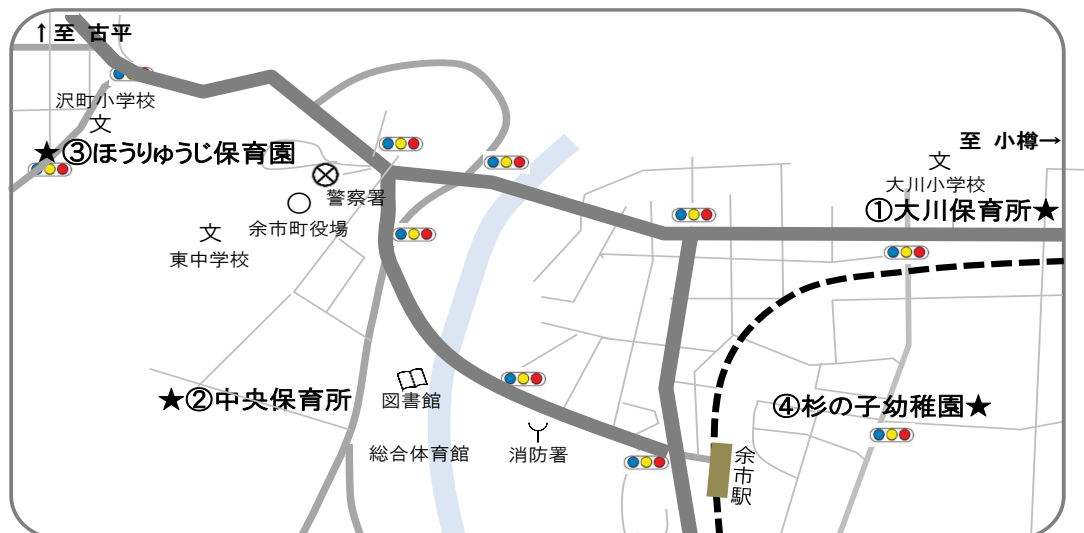 ↑至 古平
沢町小学校
文
★③ほうりゅうじ保育園
警察署
余市町役場
文
東中学校
至 小樽→
文
大川小学校
①大川保育所★
★②中央保育所
図書館
総合体育館
消防署
④杉の子幼稚園★
余市駅